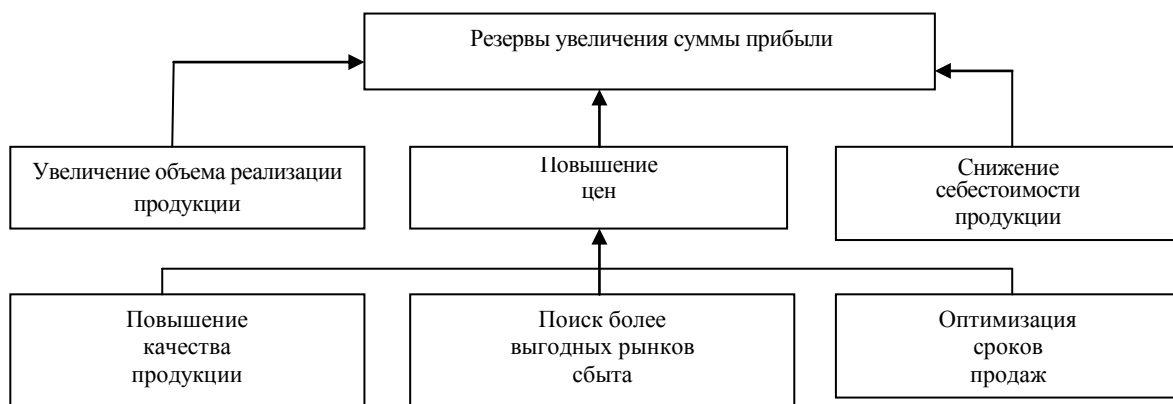 Резервы увеличения суммы прибыли
Увеличение объема реализации
продукции
Повышение
цен
Снижение
себестоимости
продукции
Повышение
качества
продукции
Поиск более
выгодных рынков
сбыта
Оптимизация
сроков
продаж